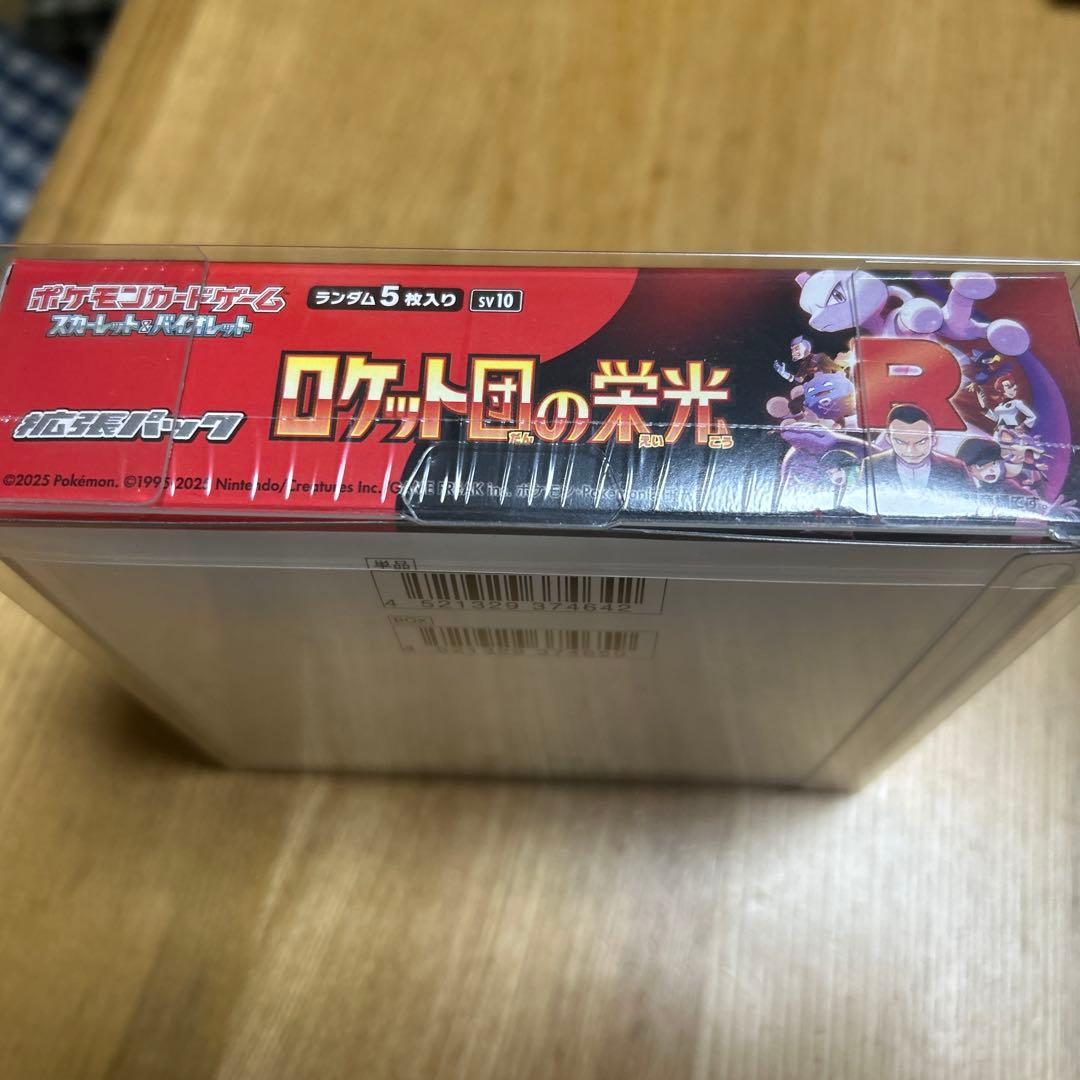 ポケモンカードゲーム
スカーレット&バイオレット
ランダム5枚入り
SV10
ロケット団の栄光
だん えいこう
拡張パック
R
©2025 Pokémon. ©1995-2025 Nintendo/Creatures Inc./GAME FREAK inc.
単品
4 521329 374642
BOX